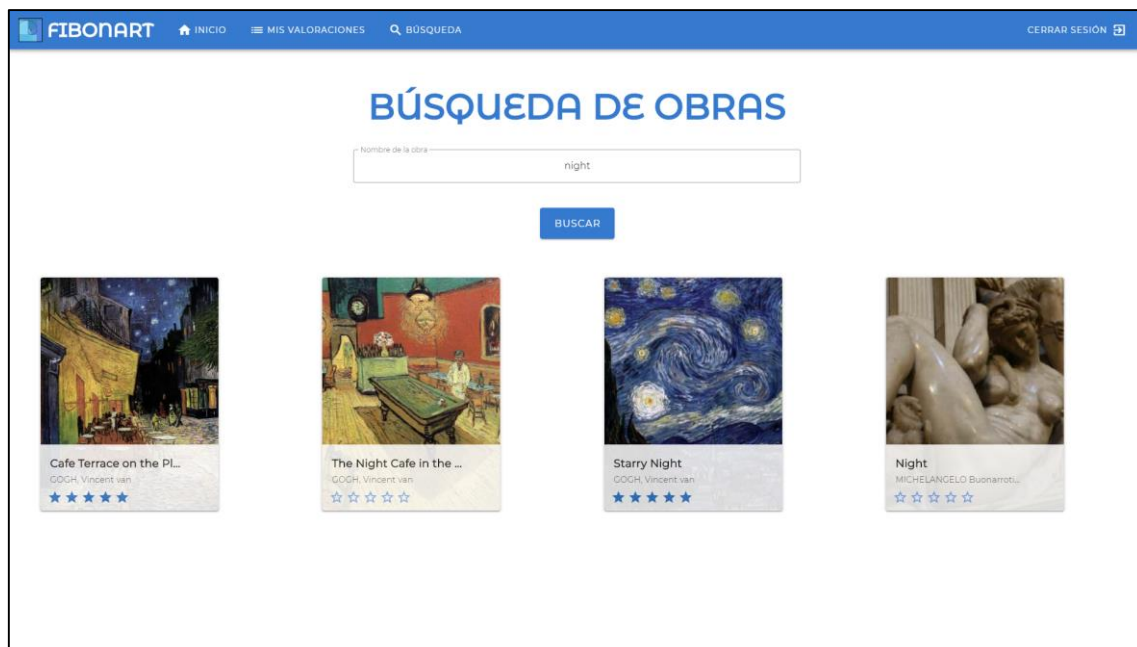 FIBONART
INICIO
MIS VALORACIONES
BÚSQUEDA
CERRAR SESIÓN
BÚSQUEDA DE OBRAS
Nombre de la obra
night
BUSCAR
Cafe Terrace on the Pl...
GOGH, Vincent van
The Night Cafe in the ...
GOGH, Vincent van
Starry Night
GOGH, Vincent van
Night
MICHELANGELO Buonarroti...